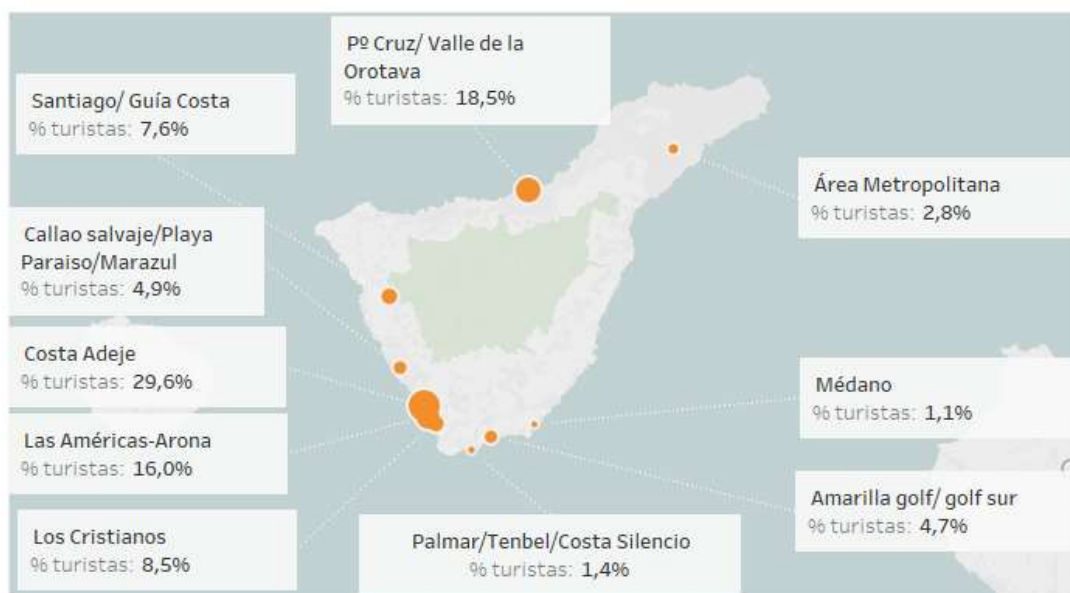 Pº Cruz/ Valle de la
Orotava
% turistas: 18,5%
Santiago/ Guía Costa
% turistas: 7,6%
Área Metropolitana
% turistas: 2,8%
Callao salvaje/Playa
Paraiso/Marazul
% turistas: 4,9%
Costa Adeje
% turistas: 29,6%
Médano
% turistas: 1,1%
Las Américas-Arona
% turistas: 16,0%
Amarilla golf/ golf sur
% turistas: 4,7%
Los Cristianos
% turistas: 8,5%
Palmar/Tenbel/Costa Silencio
% turistas: 1,4%